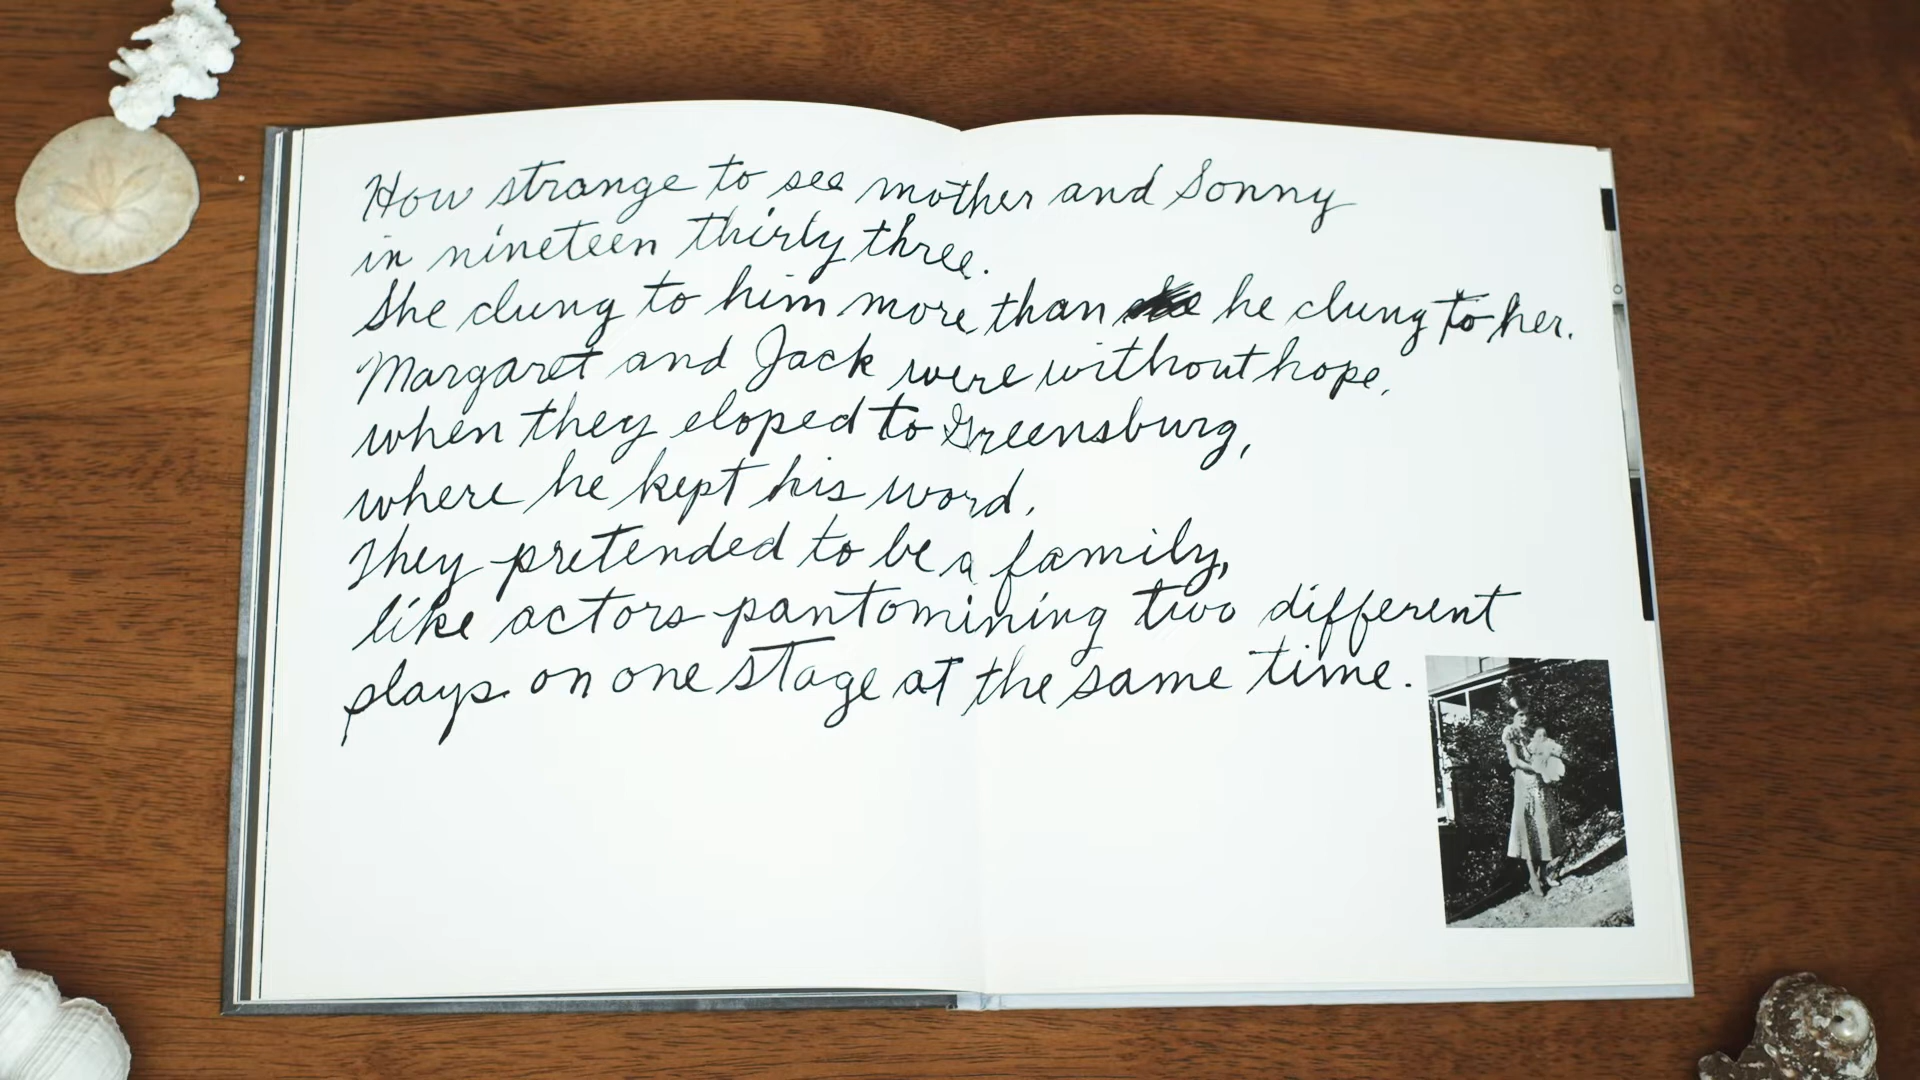 How strange to see mother and Sonny
in nineteen thirty three.
She clung to him more than he clung to her.
Margaret and Jack were without hope,
when they eloped to Greensburg,
where he kept his word.
They pretended to be a family,
like actors pantomining two different
plays on one stage at the same time.